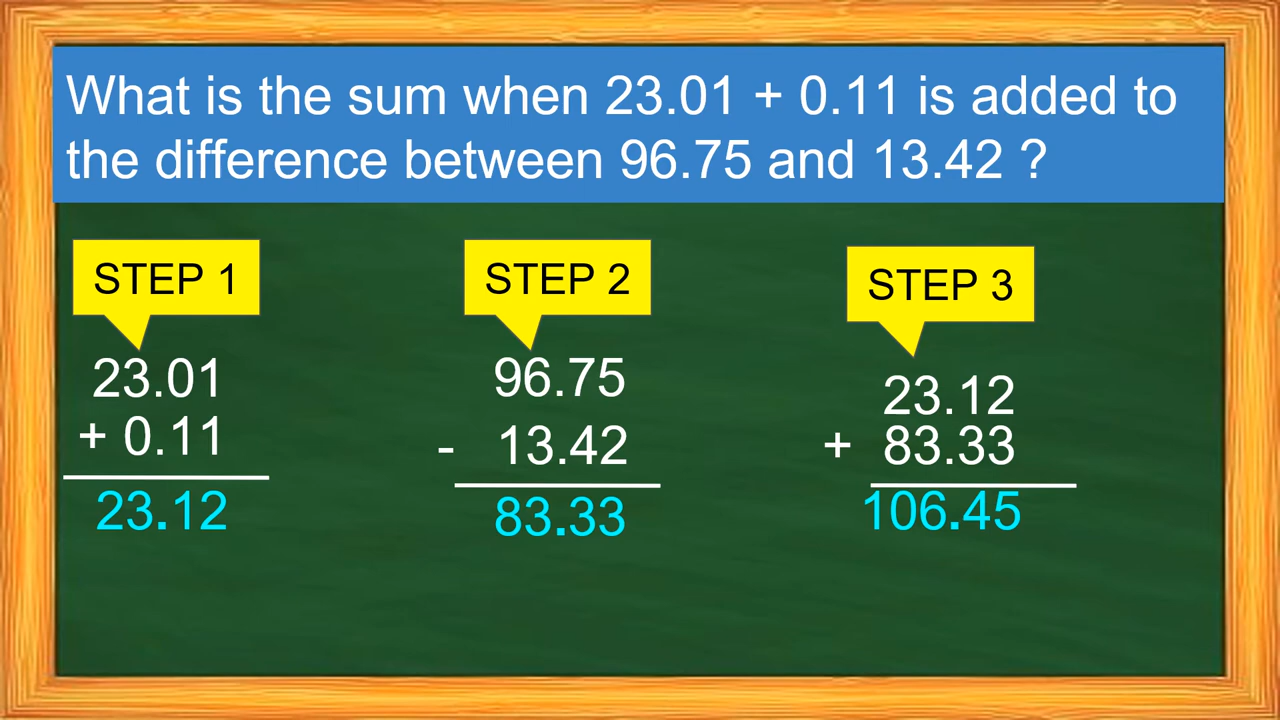 What is the sum when 23.01 + 0.11 is added to
the difference between 96.75 and 13.42 ?
STEP 1
23.01
+ 0.11
23.12
STEP 2
96.75
- 13.42
83.33
STEP 3
23.12
+ 83.33
106.45